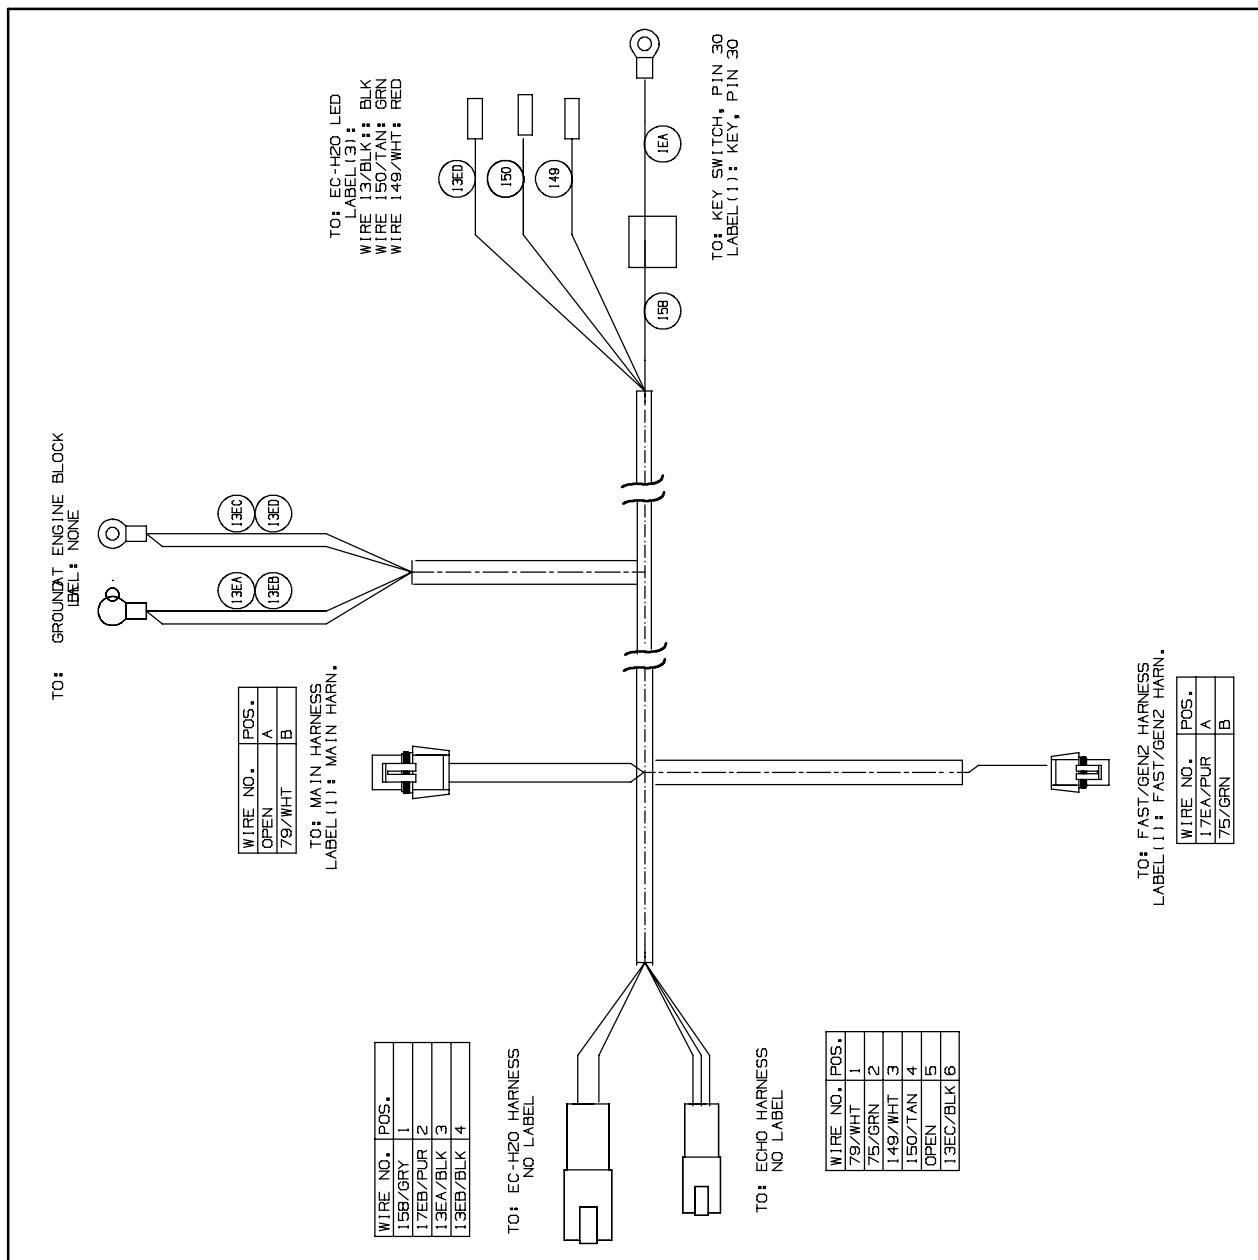 TO: GROUNDAT ENGINE BLOCK
NONE
13EA
13EB
13EC
13ED
WIRE NO. POS.
OPEN A
79/WHT B
TO: MAIN HARNESS
LABEL(1): MAIN HARN.
TO: EC-H2O LED
LABEL(3):
WIRE 13/BLK:: BLK
WIRE 150/TAN: GRN
WIRE 149/WHT: RED
WIRE NO. POS.
15B/GRY 1
17EB/PUR 2
13EA/BLK 3
13EB/BLK 4
TO: EC-H2O HARNESS
NO LABEL
13ED
150
149
15B
1EA
TO: KEY SWITCH, PIN 30
LABEL(1): KEY, PIN 30
TO: ECHO HARNESS
NO LABEL
WIRE NO. POS.
79/WHT 1
75/GRN 2
149/WHT 3
150/TAN 4
OPEN 5
13EC/BLK 6
TO: FAST/GEN2 HARNESS
LABEL(1): FAST/GEN2 HARN.
WIRE NO. POS.
17EA/PUR A
75/GRN B